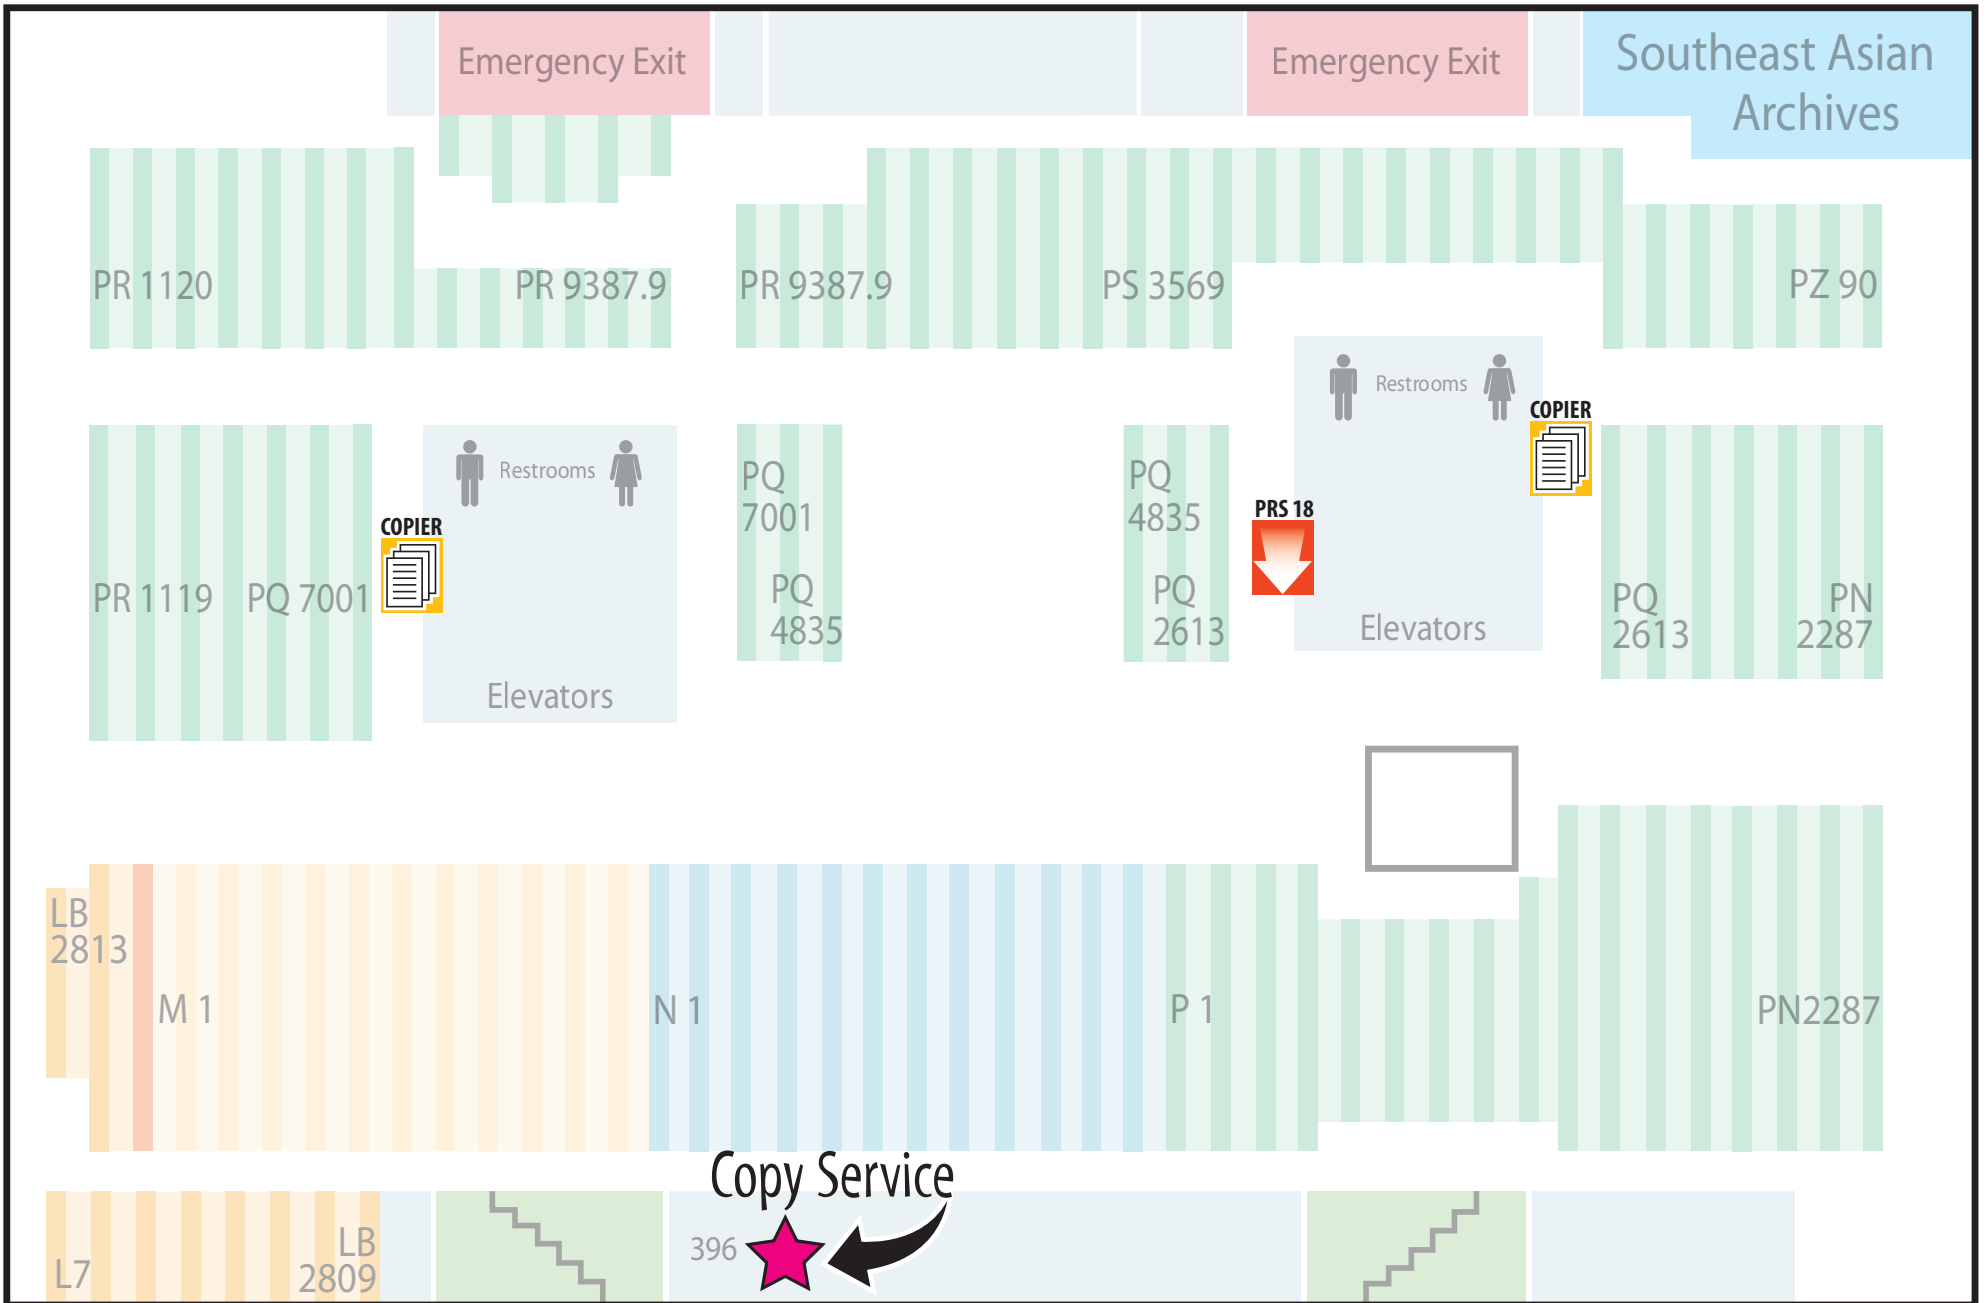 Emergency Exit
Emergency Exit
Southeast Asian
Archives
PR 1120
PR 9387.9
PR 9387.9
PS 3569
PZ 90
Restrooms
COPIER
Restrooms
PQ
7001
PQ
4835
PRS 18
COPIER
PR 1119
PQ 7001
PQ
4835
PQ
2613
Elevators
PQ
2613
PN
2287
Elevators
LB
2813
M 1
N 1
P 1
PN2287
Copy Service
396
L7
LB
2809